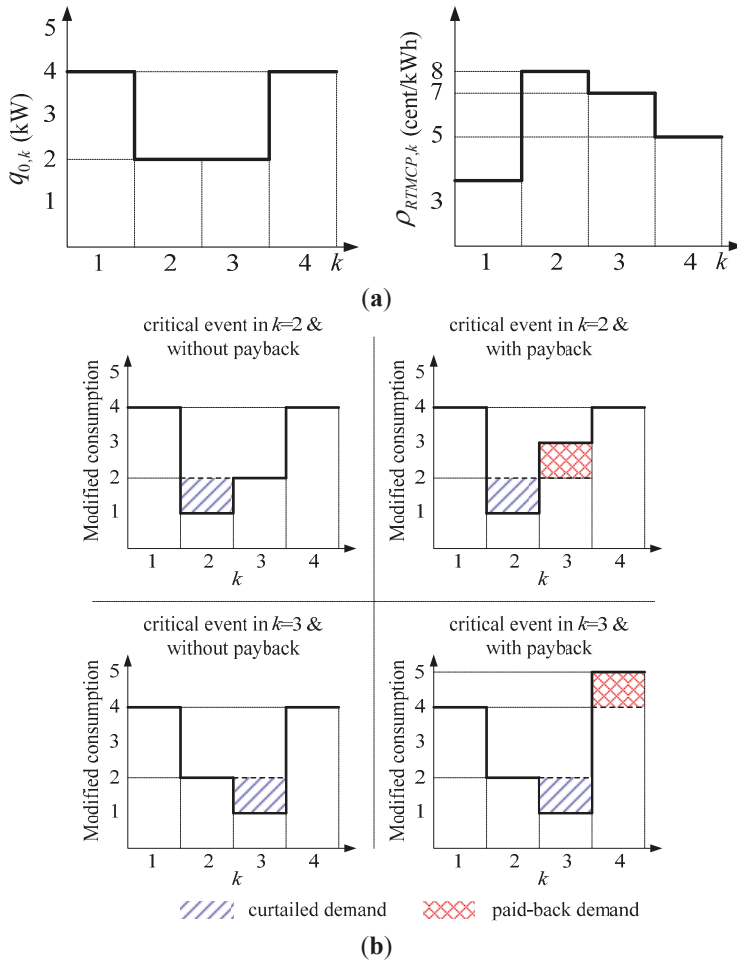 5
4
3
2
1
q0,k (kW)
1 2 3 4 k
8
7
5
3
ρRTMCP,k (cent/kWh)
1 2 3 4 k
(a)
critical event in k=2 &
without payback
Modified consumption
5
4
3
2
1
1 2 3 4
k
critical event in k=2 &
with payback
Modified consumption
5
4
3
2
1
1 2 3 4
k
critical event in k=3 &
without payback
Modified consumption
5
4
3
2
1
1 2 3 4
k
critical event in k=3 &
with payback
Modified consumption
5
4
3
2
1
1 2 3 4
k
curtailed demand
paid-back demand
(b)